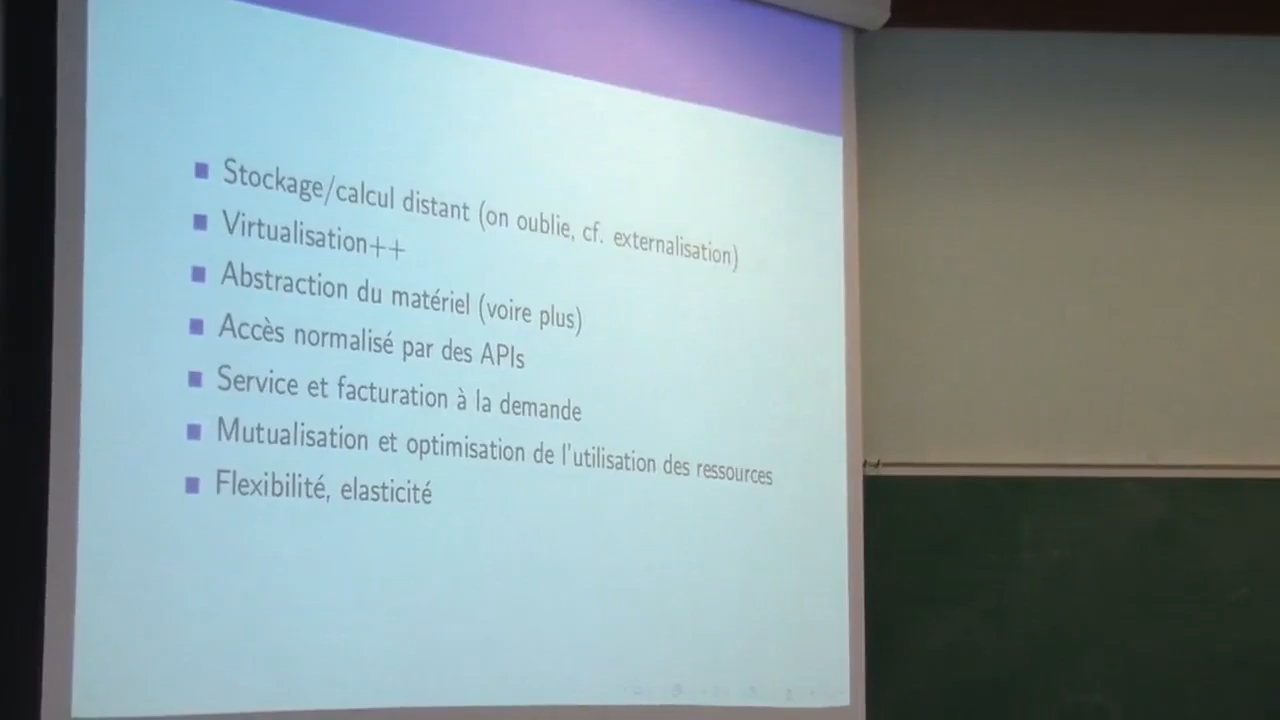 Stockage/calcul distant (on oublie, cf. externalisation)
Virtualisation++
Abstraction du matériel (voire plus)
Accès normalisé par des APIs
Service et facturation à la demande
Mutualisation et optimisation de l'utilisation des ressources
Flexibilité, elasticité